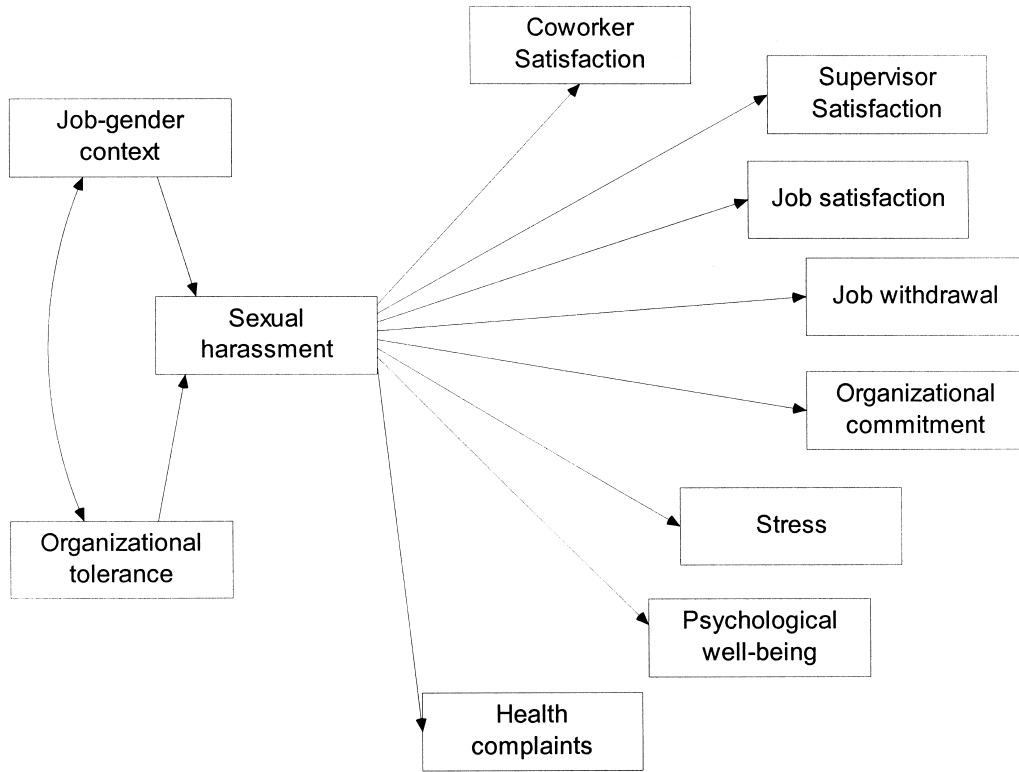 Coworker
Satisfaction
Supervisor
Satisfaction
Job-gender
context
Job satisfaction
Job withdrawal
Sexual
harassment
Organizational
commitment
Stress
Organizational
tolerance
Psychological
well-being
Health
complaints